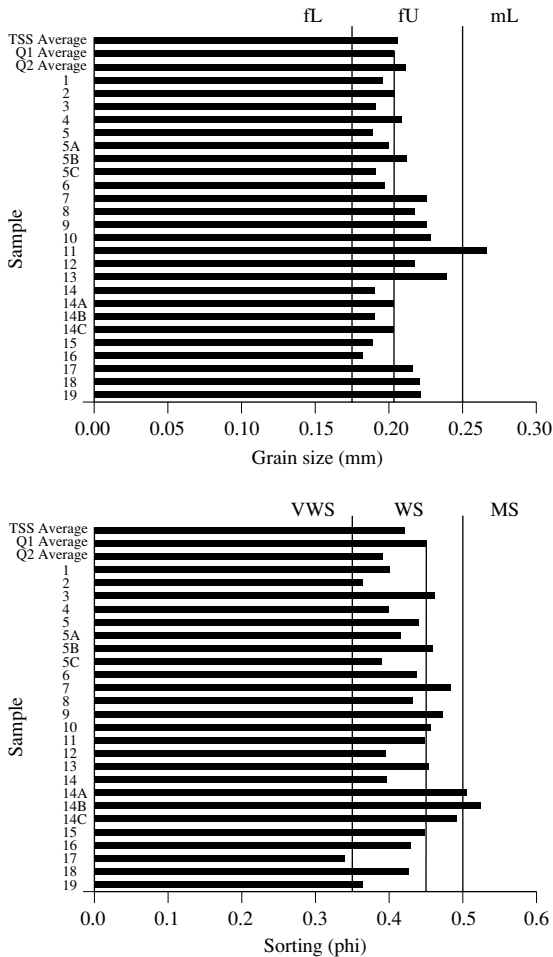 fL fU mL
TSS Average
Q1 Average
Q2 Average
1
2
3
4
5
5A
5B
5C
6
7
8
9
10
11
12
13
14
14A
14B
14C
15
16
17
18
19
Sample
0.00 0.05 0.10 0.15 0.20 0.25 0.30
Grain size (mm)
VWS WS MS
TSS Average
Q1 Average
Q2 Average
1
2
3
4
5
5A
5B
5C
6
7
8
9
10
11
12
13
14
14A
14B
14C
15
16
17
18
19
Sample
0.0 0.1 0.2 0.3 0.4 0.5 0.6
Sorting (phi)